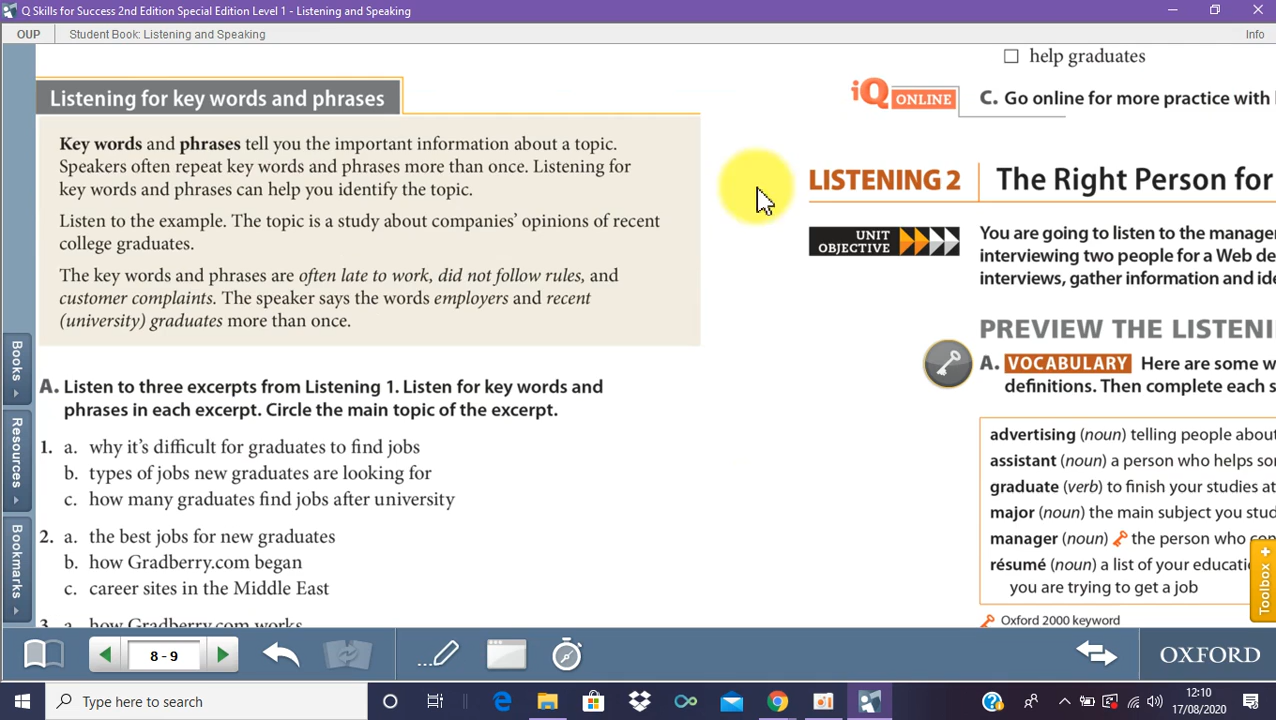 Q Skills for Success 2nd Edition Special Edition Level 1 - Listening and Speaking
OUP
Student Book: Listening and Speaking
Info
Listening for key words and phrases
Key words and phrases tell you the important information about a topic.
Speakers often repeat key words and phrases more than once. Listening for
key words and phrases can help you identify the topic.
Listen to the example. The topic is a study about companies' opinions of recent
college graduates.
The key words and phrases are often late to work, did not follow rules, and
customer complaints. The speaker says the words employers and recent
(university) graduates more than once.
A. Listen to three excerpts from Listening 1. Listen for key words and
phrases in each excerpt. Circle the main topic of the excerpt.
1. a. why it's difficult for graduates to find jobs
b. types of jobs new graduates are looking for
c. how many graduates find jobs after university
2. a. the best jobs for new graduates
b. how Gradberry.com began
c. career sites in the Middle East
3. a. how Gradberry.com works
help graduates
iQ ONLINE
C. Go online for more practice with
LISTENING 2
The Right Person for
UNIT
OBJECTIVE
You are going to listen to the manager
interviewing two people for a Web de
interviews, gather information and ide
PREVIEW THE LISTENI
A. VOCABULARY Here are some w
definitions. Then complete each s
advertising (noun) telling people about
assistant (noun) a person who helps so
graduate (verb) to finish your studies at
major (noun) the main subject you stud
manager (noun) the person who con
résumé (noun) a list of your educatio
you are trying to get a job
Oxford 2000 keyword
Books
Resources
Bookmarks
Toolbox +
8 - 9
OXFORD
Type here to search
12:10
17/08/2020